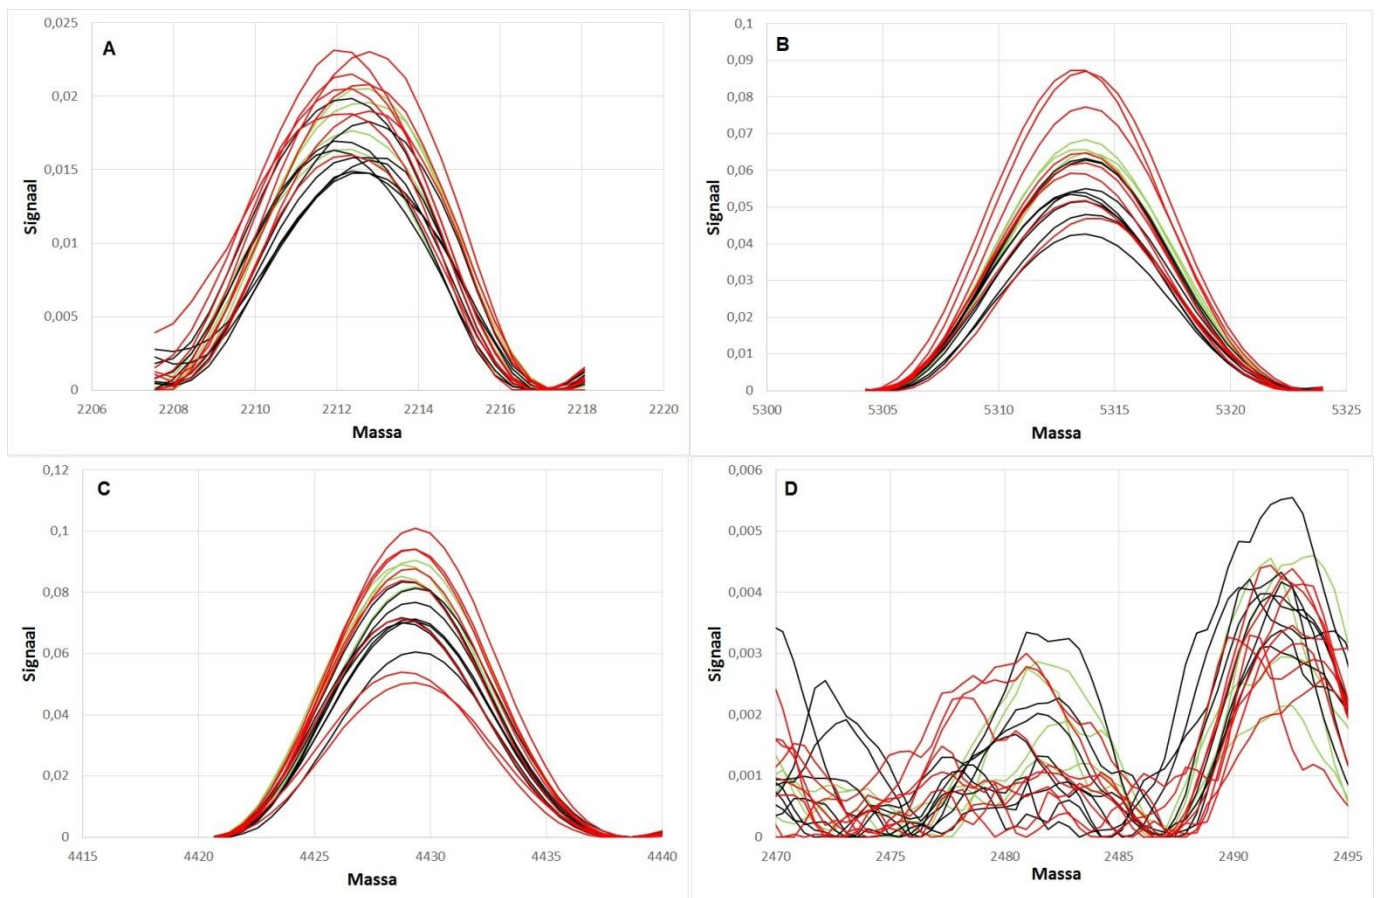 A
0,025
0,02
0,015
0,01
0,005
0
Signaal
2206 2208 2210 2212 2214 2216 2218 2220
Massa
B
0,1
0,09
0,08
0,07
0,06
0,05
0,04
0,03
0,02
0,01
0
Signaal
5300 5305 5310 5315 5320 5325
Massa
C
0,12
0,1
0,08
0,06
0,04
0,02
0
Signaal
4415 4420 4425 4430 4435 4440
Massa
D
0,006
0,005
0,004
0,003
0,002
0,001
0
Signaal
2470 2475 2480 2485 2490 2495
Massa